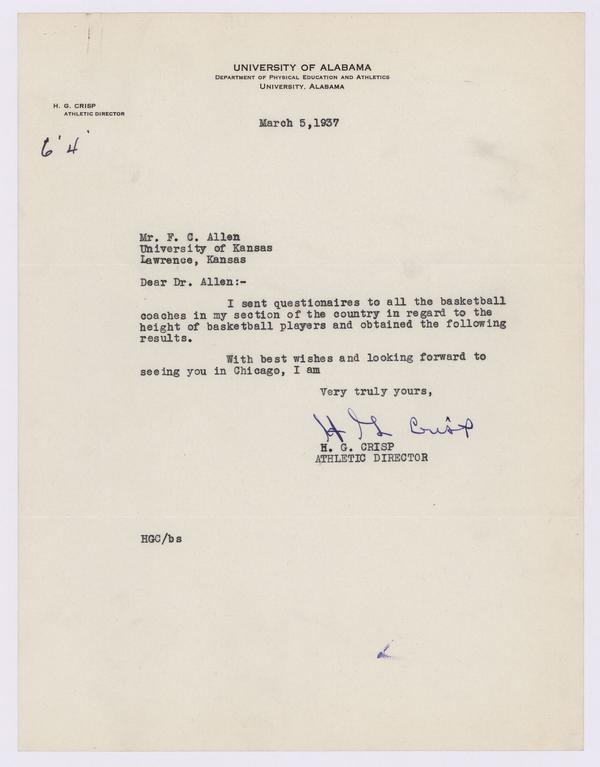 UNIVERSITY OF ALABAMA
DEPARTMENT OF PHYSICAL EDUCATION AND ATHLETICS
UNIVERSITY, ALABAMA
H. G. CRISP
ATHLETIC DIRECTOR
March 5,1937
6' 4'
Mr. F. C. Allen
University of Kansas
Lawrence, Kansas
Dear Dr. Allen:-
I sent questionaires to all the basketball
coaches in my section of the country in regard to the
height of basketball players and obtained the following
results.
With best wishes and looking forward to
seeing you in Chicago, I am
Very truly yours,
H G Crisp
H. G. CRISP
ATHLETIC DIRECTOR
HGC/bs